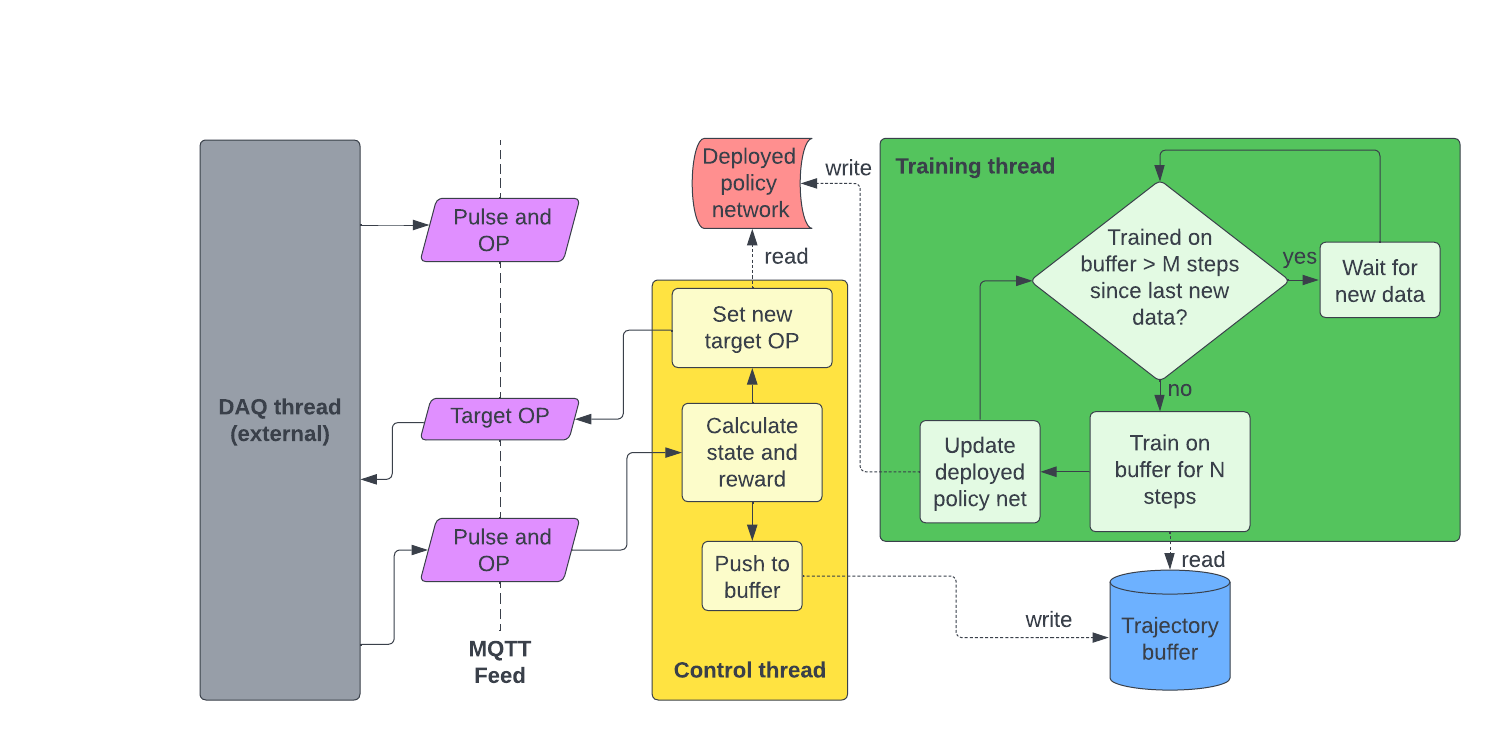 DAQ thread
(external)
Pulse and
OP
Target OP
Pulse and
OP
MQTT
Feed
Deployed
policy
network
write
read
Set new
target OP
Calculate
state and
reward
Push to
buffer
Control thread
Training thread
Trained on
buffer > M steps
since last new
data?
yes
Wait for
new data
no
Train on
buffer for N
steps
Update
deployed
policy net
read
write
Trajectory
buffer